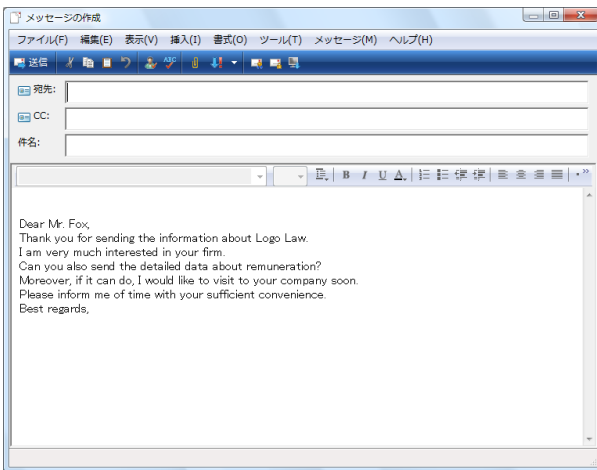 メッセージの作成
ファイル(F) 編集(E) 表示(V) 挿入(I) 書式(O) ツール(T) メッセージ(M) ヘルプ(H)
送信
宛先:
CC:
件名:
B I U A
Dear Mr. Fox,
Thank you for sending the information about Logo Law.
I am very much interested in your firm.
Can you also send the detailed data about remuneration?
Moreover, if it can do, I would like to visit to your company soon.
Please inform me of time with your sufficient convenience.
Best regards,